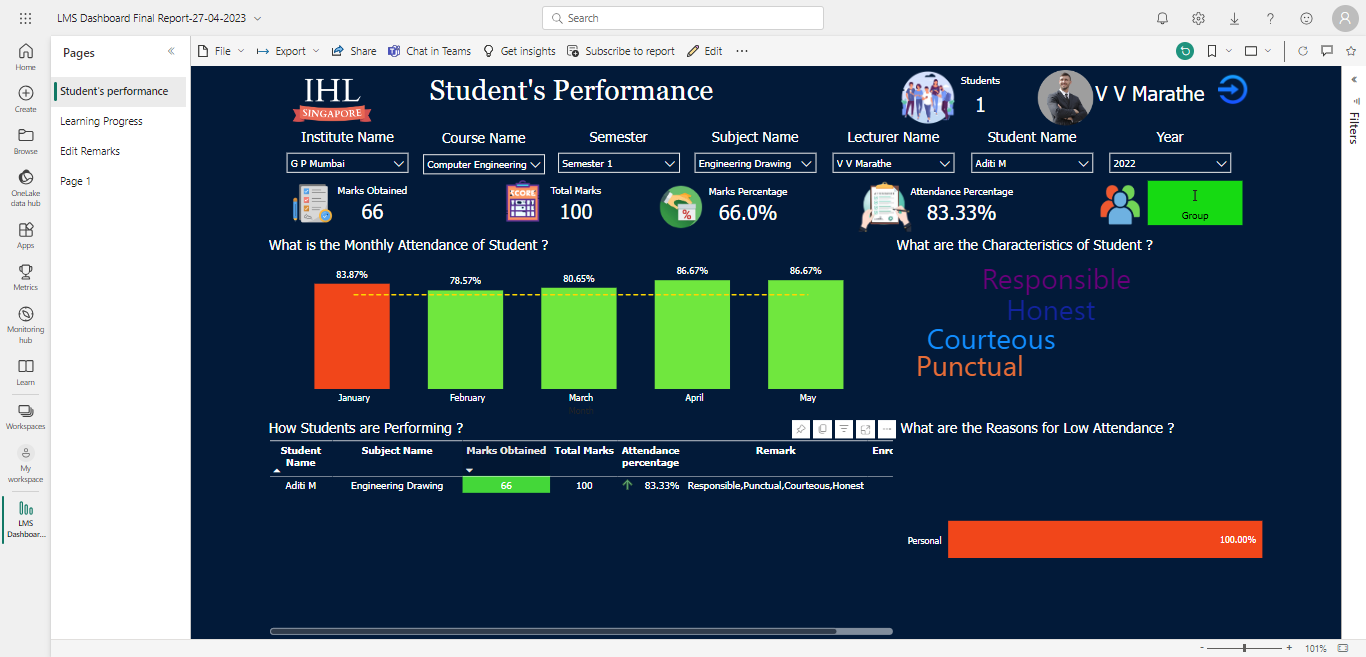 LMS Dashboard Final Report-27-04-2023
Search
Home
Create
Browse
OneLake
data hub
Apps
Metrics
Monitoring
hub
Learn
Workspaces
My
workspace
LMS
Dashboar...
Pages
Student's performance
Learning Progress
Edit Remarks
Page 1
File
Export
Share
Chat in Teams
Get insights
Subscribe to report
Edit
IHL
SINGAPORE
Student's Performance
Students
1
V V Marathe
Institute Name
Course Name
Semester
Subject Name
Lecturer Name
Student Name
Year
G P Mumbai
Computer Engineering
Semester 1
Engineering Drawing
V V Marathe
Aditi M
2022
Marks Obtained
66
SCORE
Total Marks
100
%
Marks Percentage
66.0%
Attendance Percentage
83.33%
I
Group
What is the Monthly Attendance of Student ?
83.87%
78.57%
80.65%
86.67%
86.67%
January
February
March
April
May
Month
What are the Characteristics of Student ?
Responsible
Honest
Courteous
Punctual
How Students are Performing ?
Student Name
Subject Name
Marks Obtained
Total Marks
Attendance percentage
Remark
Enro
Aditi M
Engineering Drawing
66
100
83.33%
Responsible,Punctual,Courteous,Honest
What are the Reasons for Low Attendance ?
Personal
100.00%
Filters
- + 101%